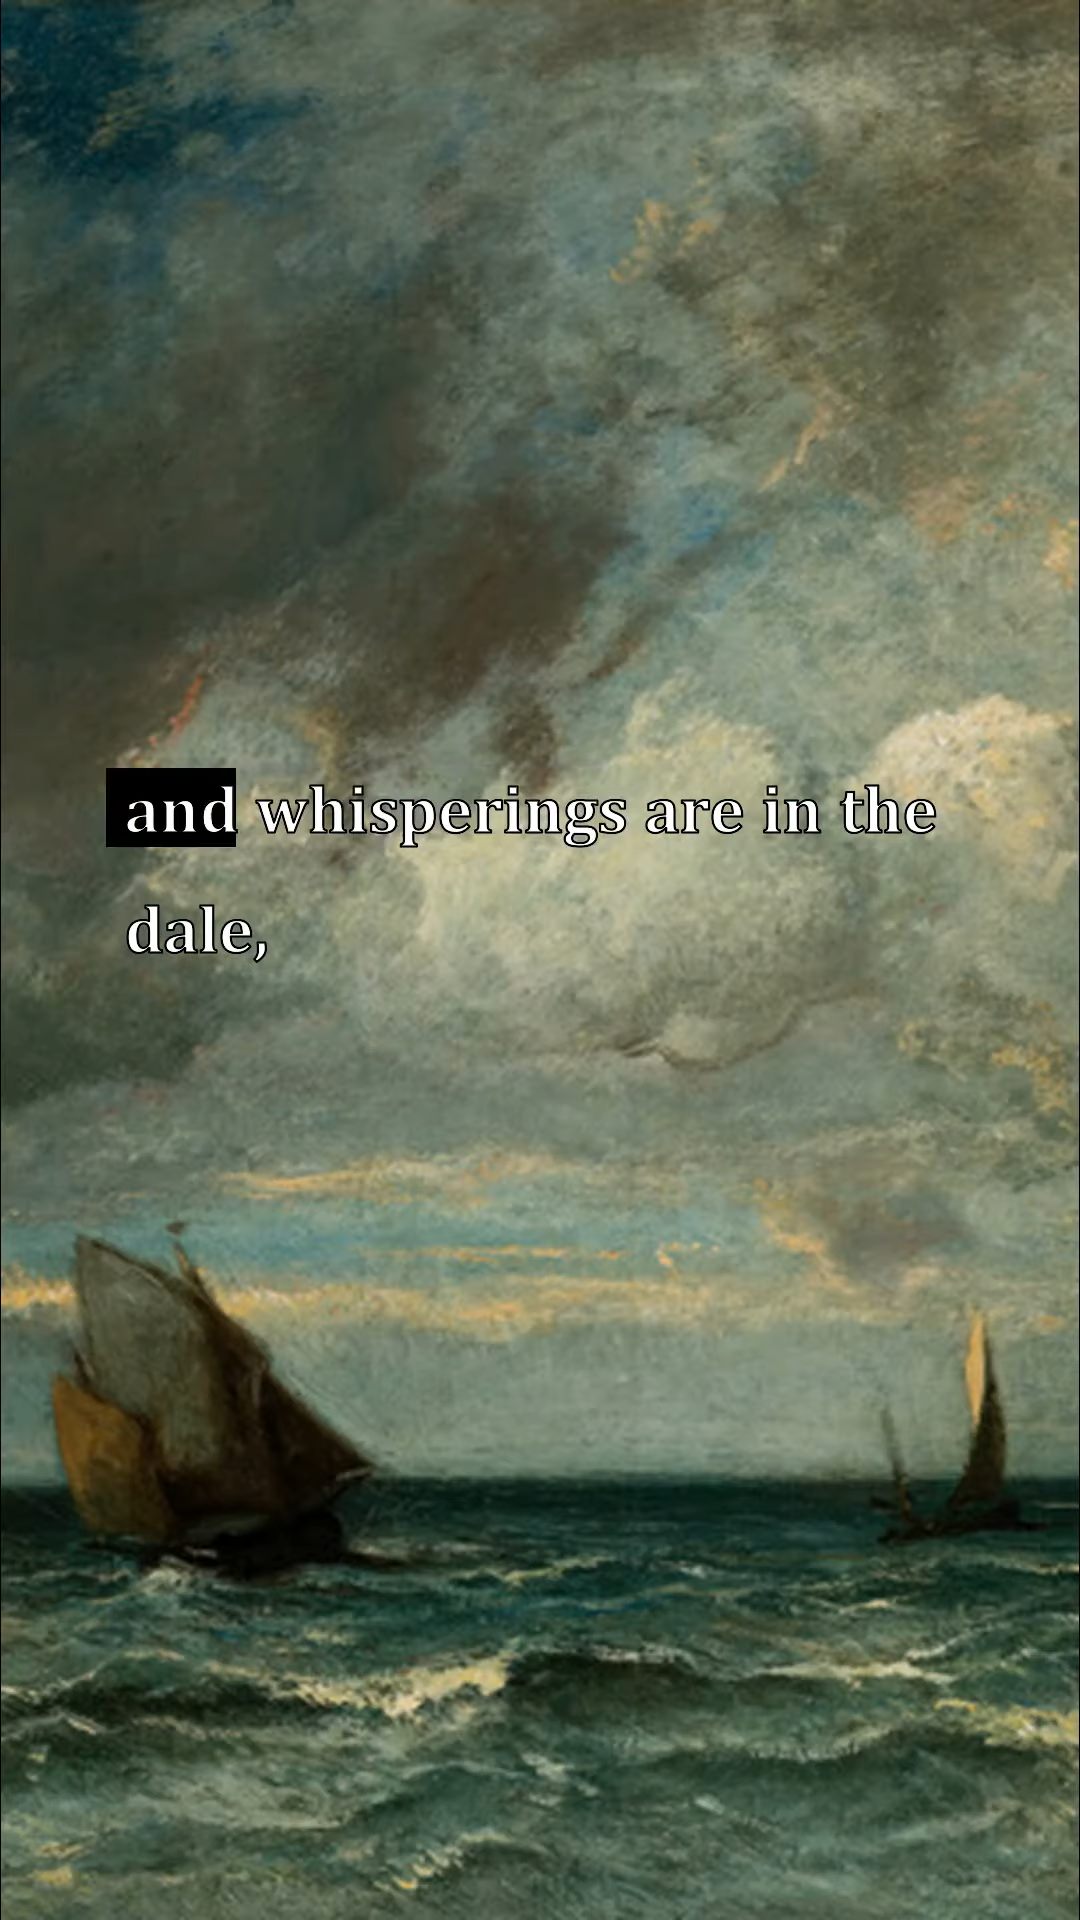 and whisperings are in the
dale,